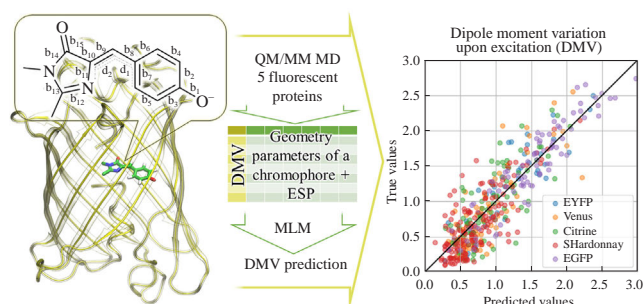 O
b₁₅
b₁₄
b₁₀
b₉
b₈
b₆
b₄
b₁₁
d₂
d₁
b₇
b₂
N
b₁₃
N
b₁₂
b₅
b₃
b₁
O⁻
QM/MM MD
5 fluorescent
proteins
DMV
Geometry
parameters of a
chromophore +
ESP
MLM
DMV prediction
Dipole moment variation
upon excitation (DMV)
True values
3.0
2.5
2.0
1.5
1.0
0.5
0.0
EYFP
Venus
Citrine
SHardonnay
EGFP
0.0 0.5 1.0 1.5 2.0 2.5 3.0
Predicted values